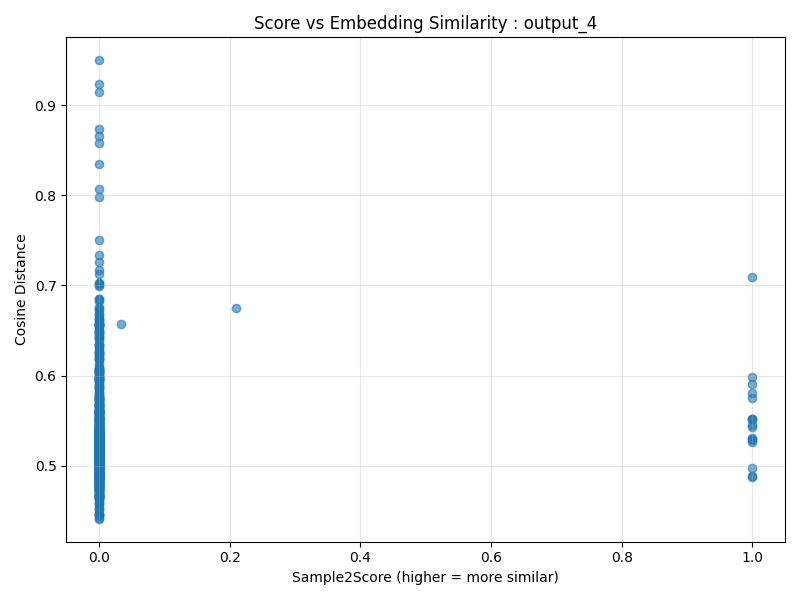 Score vs Embedding Similarity : output_4
Cosine Distance
0.9
0.8
0.7
0.6
0.5
0.0 0.2 0.4 0.6 0.8 1.0
Sample2Score (higher = more similar)